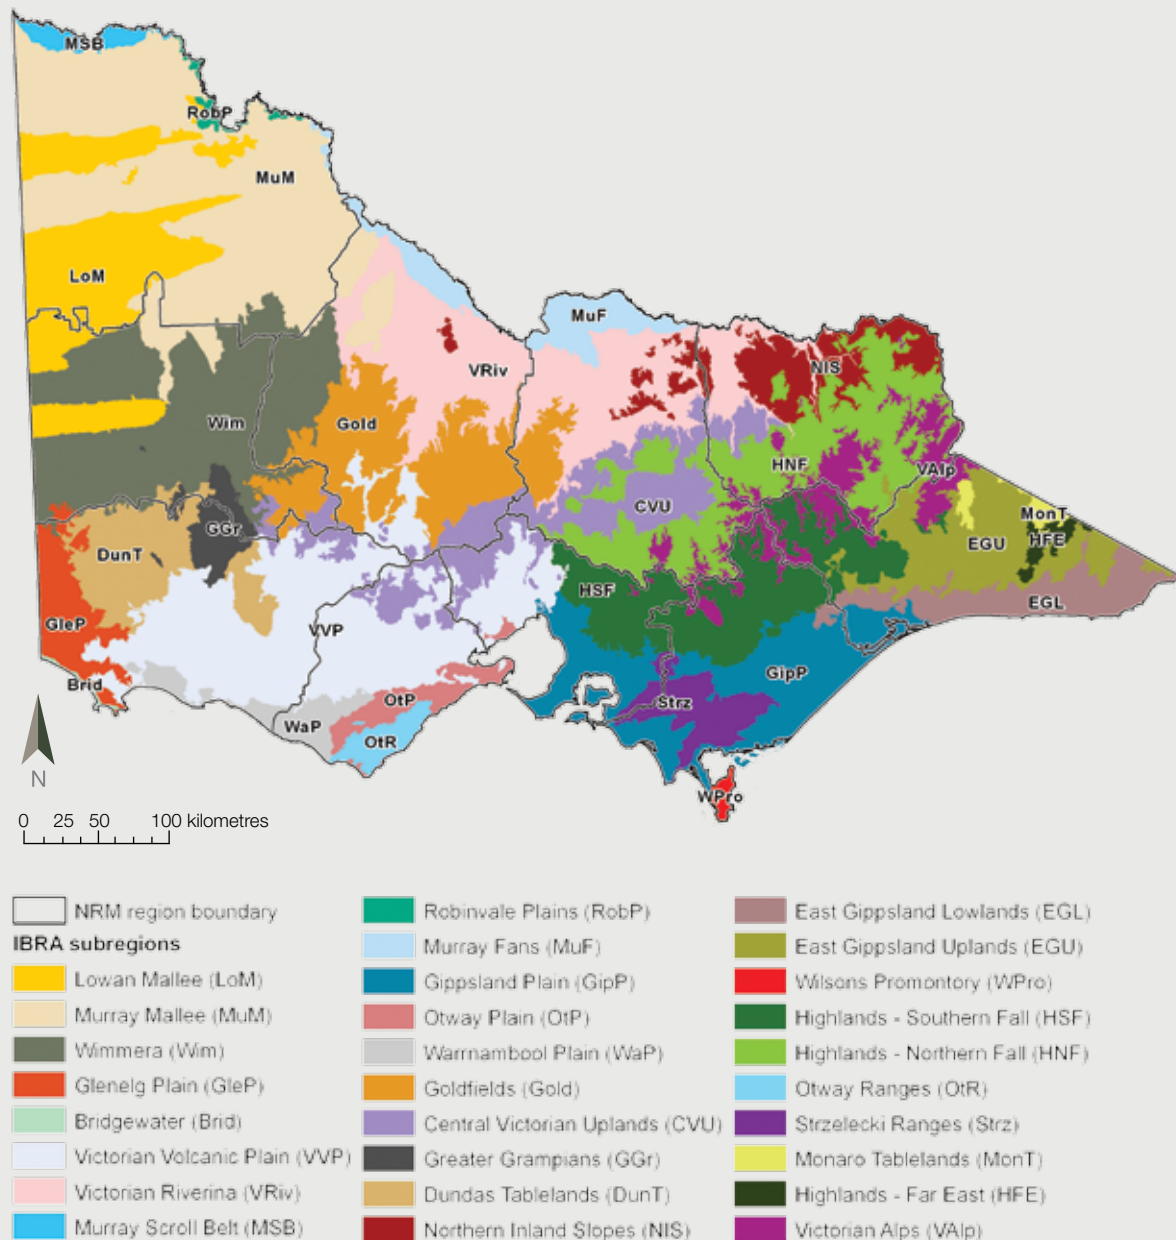 MSB
RobP
MuM
LoM
MuF
VRiv
NIS
Wim
Gold
HNF
VAlp
CVU
GGr
MonT
DunT
EGU
HFE
HSF
EGL
GleP
VVP
GipP
Brid
OtP
Strz
WaP
OtR
WPro
N
0 25 50 100 kilometres
NRM region boundary
IBRA subregions
Lowan Mallee (LoM)
Murray Mallee (MuM)
Wimmera (Wim)
Glenelg Plain (GleP)
Bridgewater (Brid)
Victorian Volcanic Plain (VVP)
Victorian Riverina (VRiv)
Murray Scroll Belt (MSB)
Robinvale Plains (RobP)
Murray Fans (MuF)
Gippsland Plain (GipP)
Otway Plain (OtP)
Warrnambool Plain (WaP)
Goldfields (Gold)
Central Victorian Uplands (CVU)
Greater Grampians (GGr)
Dundas Tablelands (DunT)
Northern Inland Slopes (NIS)
East Gippsland Lowlands (EGL)
East Gippsland Uplands (EGU)
Wilsons Promontory (WPro)
Highlands - Southern Fall (HSF)
Highlands - Northern Fall (HNF)
Otway Ranges (OtR)
Strzelecki Ranges (Strz)
Monaro Tablelands (MonT)
Highlands - Far East (HFE)
Victorian Alps (VAlp)